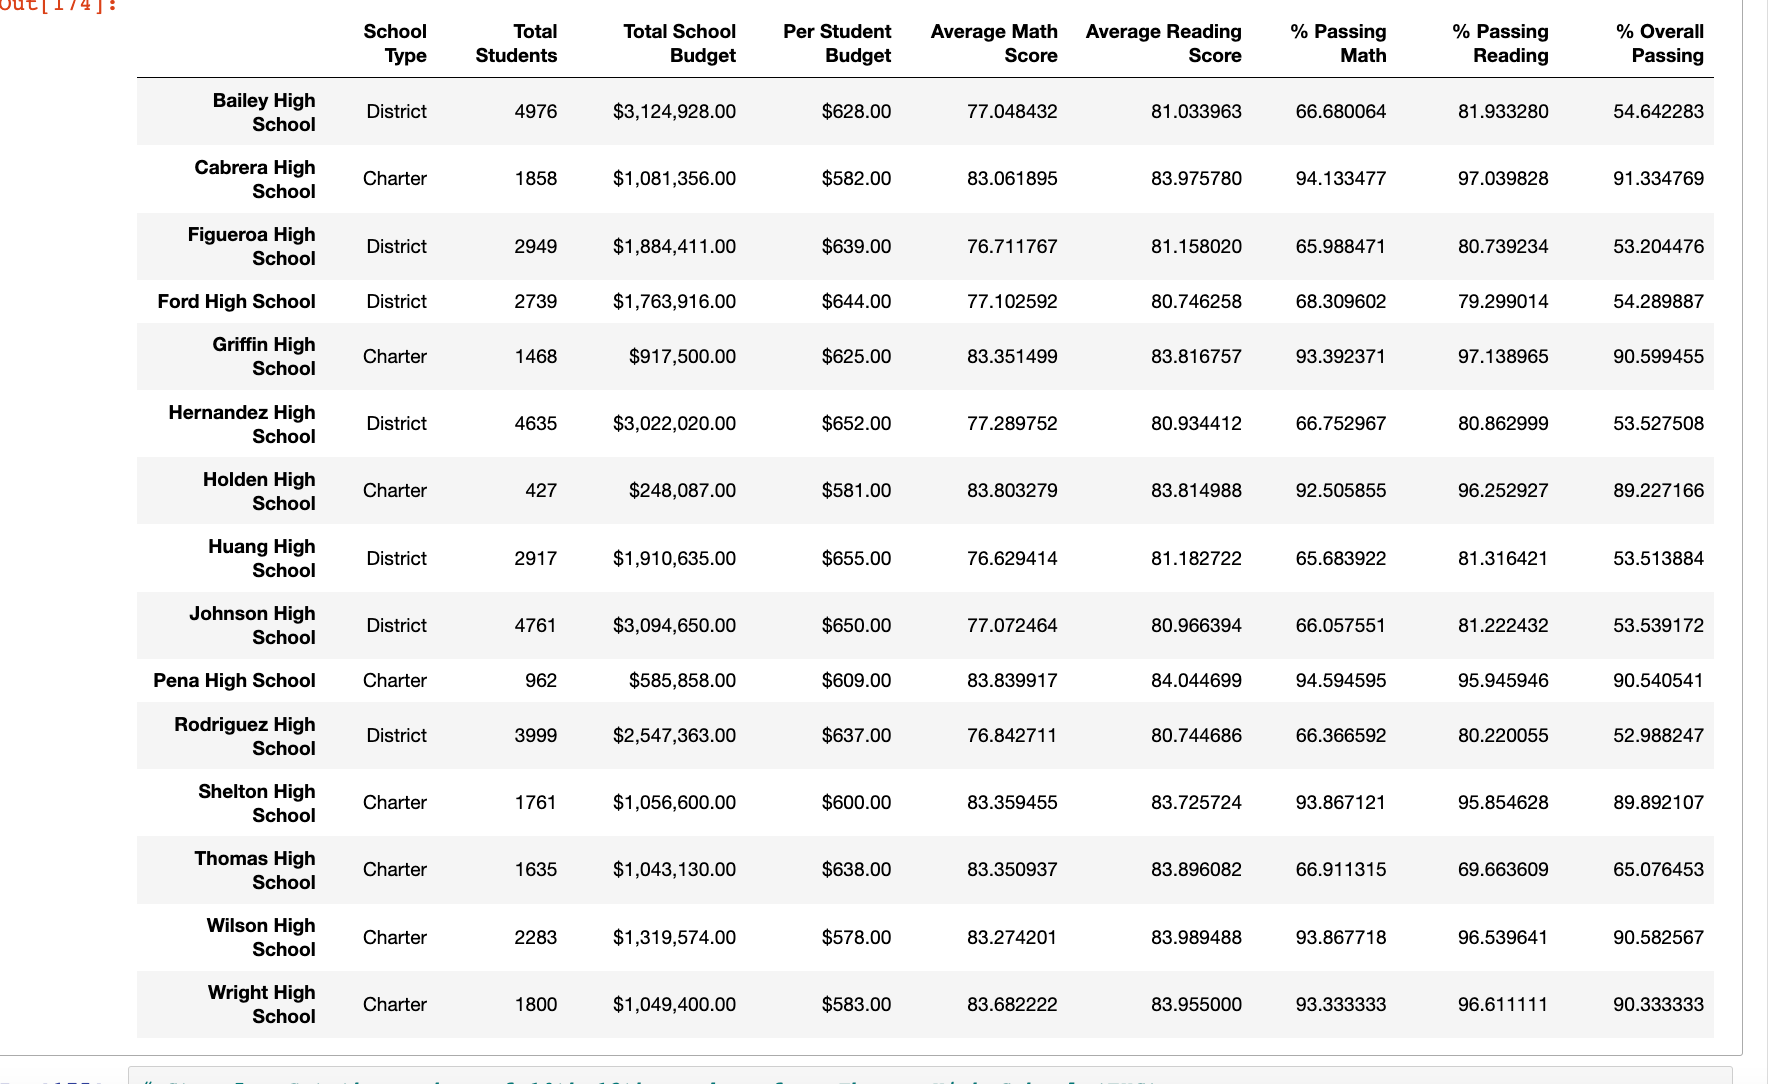 Out[174]:
School Total Total School Per Student Average Math Average Reading % Passing % Passing % Overall
Type Students Budget Budget Score Score Math Reading Passing
Bailey High
School District 4976 $3,124,928.00 $628.00 77.048432 81.033963 66.680064 81.933280 54.642283
Cabrera High
School Charter 1858 $1,081,356.00 $582.00 83.061895 83.975780 94.133477 97.039828 91.334769
Figueroa High
School District 2949 $1,884,411.00 $639.00 76.711767 81.158020 65.988471 80.739234 53.204476
Ford High School District 2739 $1,763,916.00 $644.00 77.102592 80.746258 68.309602 79.299014 54.289887
Griffin High
School Charter 1468 $917,500.00 $625.00 83.351499 83.816757 93.392371 97.138965 90.599455
Hernandez High
School District 4635 $3,022,020.00 $652.00 77.289752 80.934412 66.752967 80.862999 53.527508
Holden High
School Charter 427 $248,087.00 $581.00 83.803279 83.814988 92.505855 96.252927 89.227166
Huang High
School District 2917 $1,910,635.00 $655.00 76.629414 81.182722 65.683922 81.316421 53.513884
Johnson High
School District 4761 $3,094,650.00 $650.00 77.072464 80.966394 66.057551 81.222432 53.539172
Pena High School Charter 962 $585,858.00 $609.00 83.839917 84.044699 94.594595 95.945946 90.540541
Rodriguez High
School District 3999 $2,547,363.00 $637.00 76.842711 80.744686 66.366592 80.220055 52.988247
Shelton High
School Charter 1761 $1,056,600.00 $600.00 83.359455 83.725724 93.867121 95.854628 89.892107
Thomas High
School Charter 1635 $1,043,130.00 $638.00 83.350937 83.896082 66.911315 69.663609 65.076453
Wilson High
School Charter 2283 $1,319,574.00 $578.00 83.274201 83.989488 93.867718 96.539641 90.582567
Wright High
School Charter 1800 $1,049,400.00 $583.00 83.682222 83.955000 93.333333 96.611111 90.333333